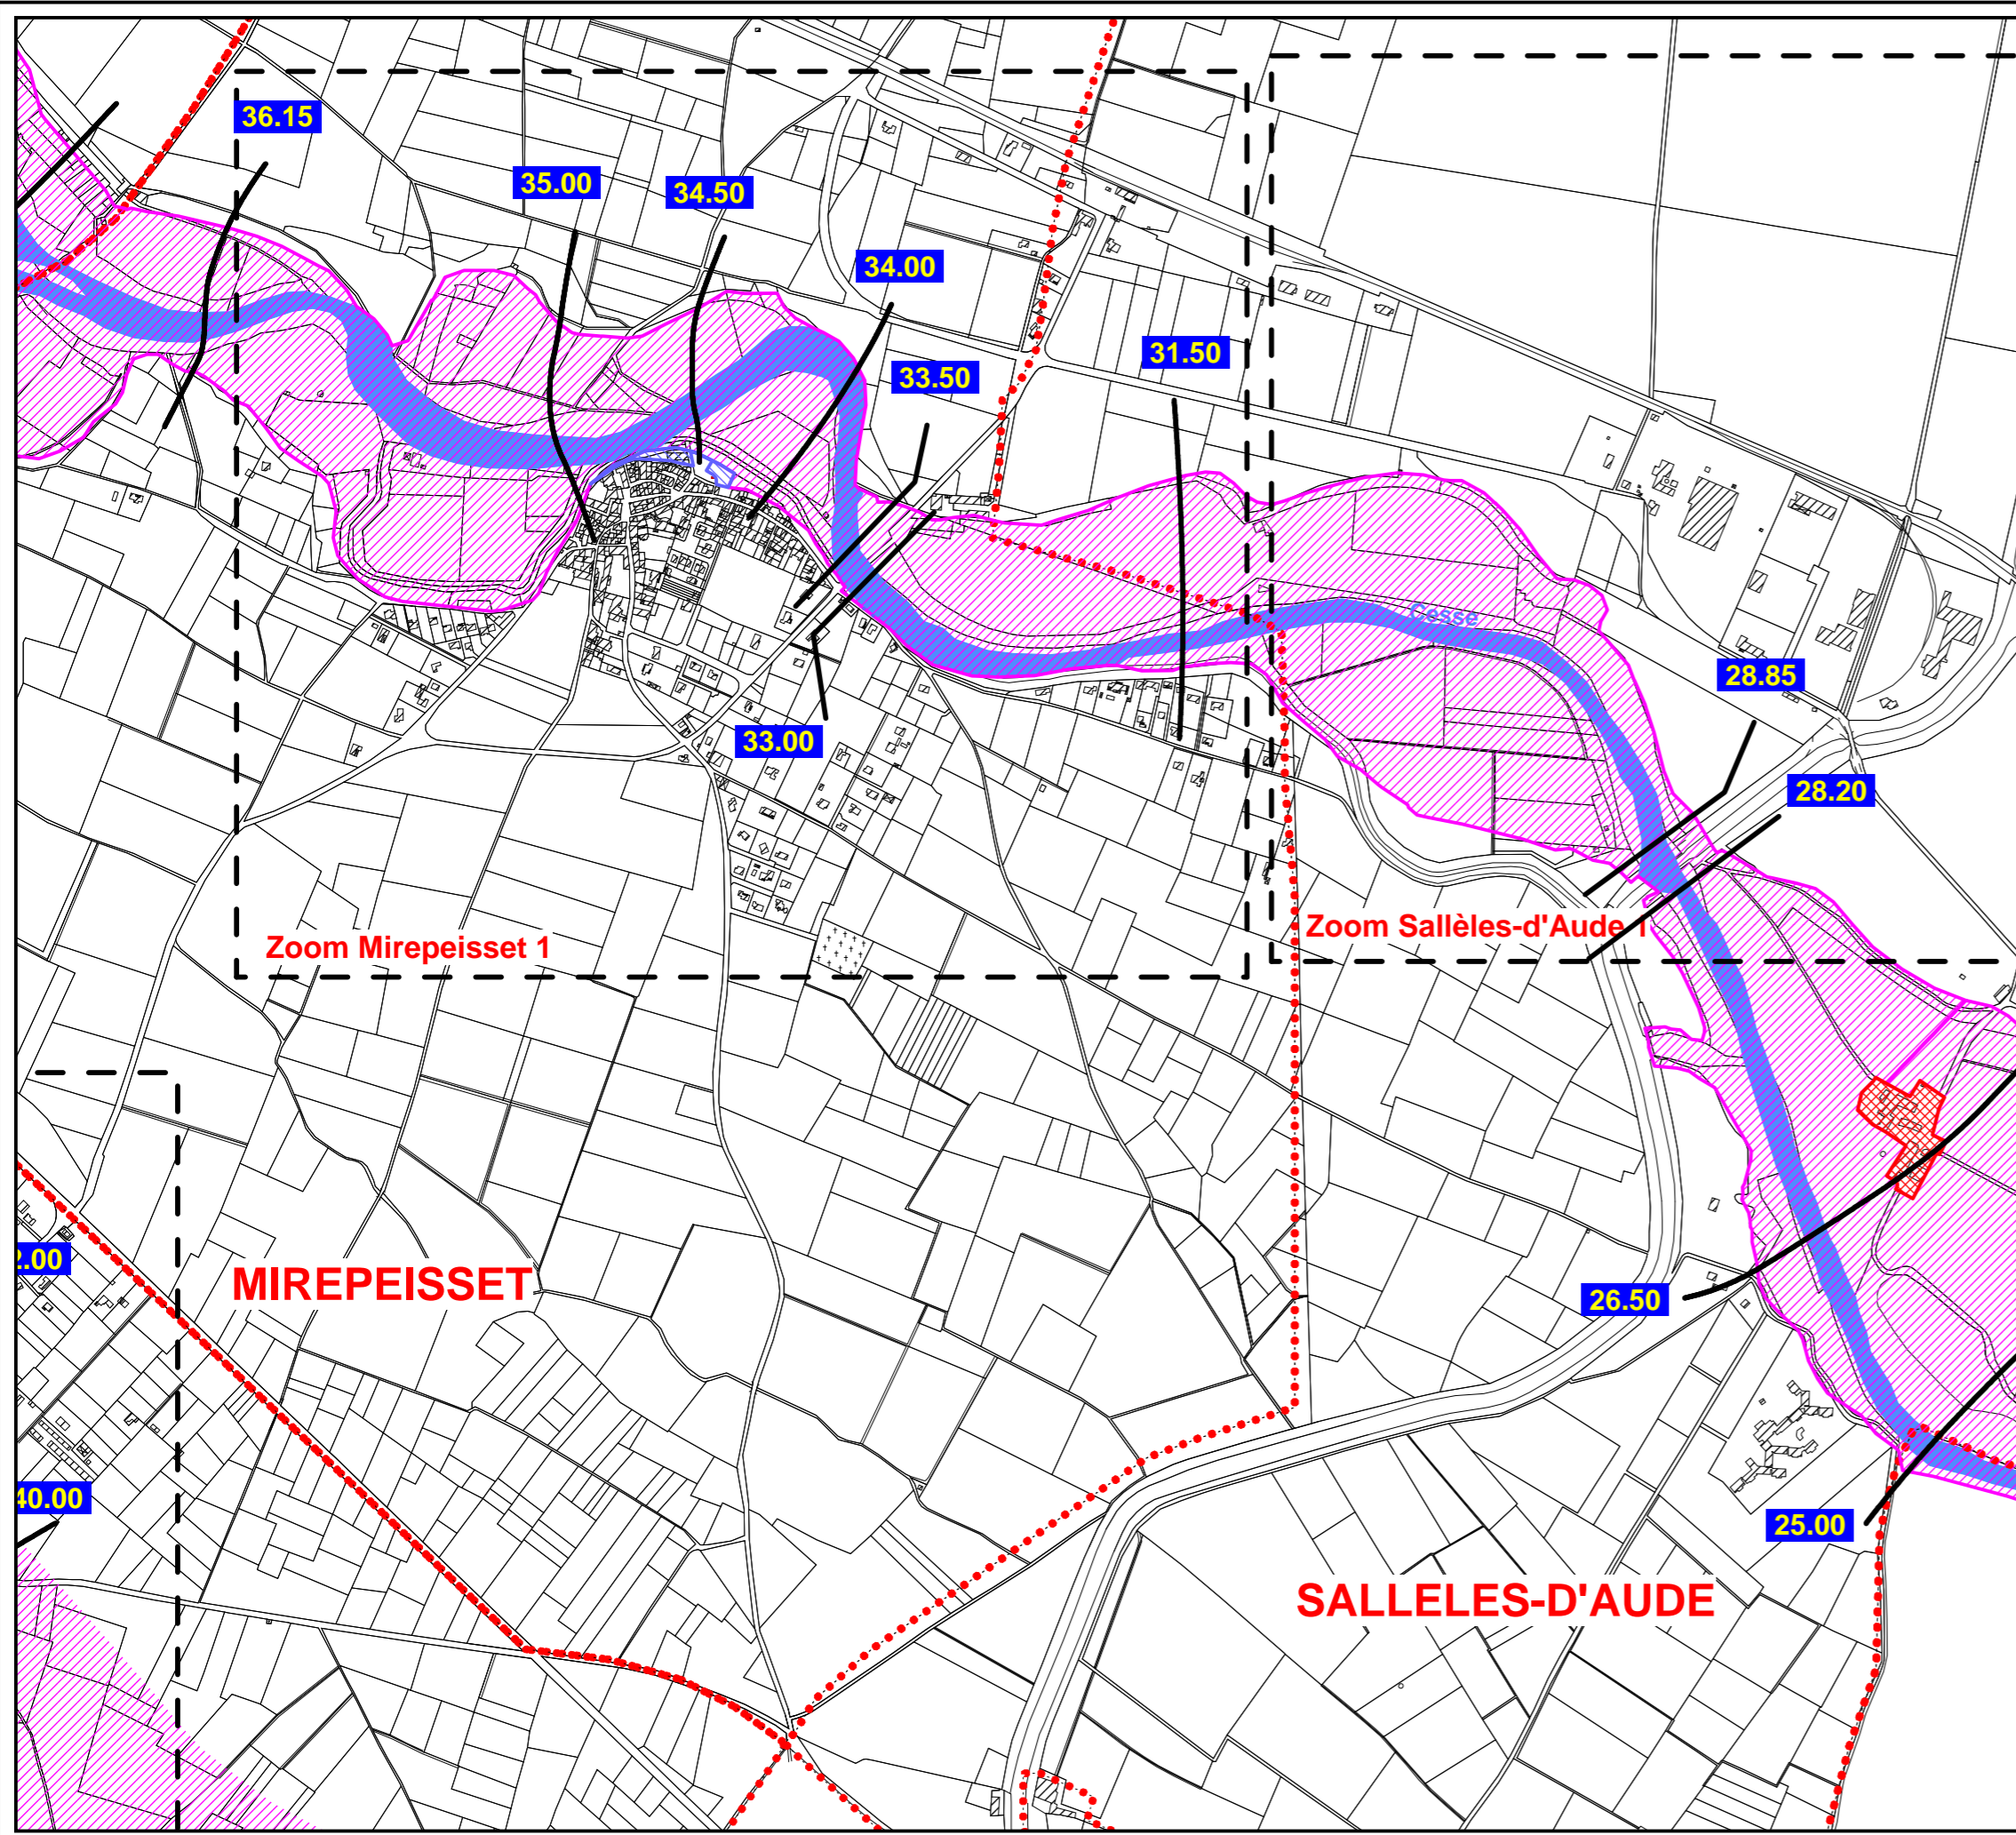 36.15
35.00
34.50
34.00
33.50
31.50
Cesse
28.85
33.00
28.20
Zoom Sallèles-d'Aude 1
Zoom Mirepeisset 1
2.00
MIREPEISSET
26.50
40.00
25.00
SALLELES-D'AUDE